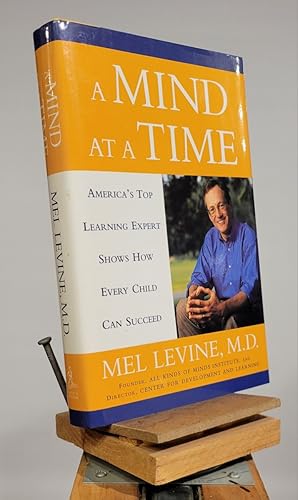 A MIND
AT A TIME
AMERICA'S TOP
LEARNING EXPERT
SHOWS HOW
EVERY CHILD
CAN SUCCEED
MEL LEVINE, M.D.
FOUNDER, ALL KINDS OF MINDS INSTITUTE, AND
DIRECTOR, CENTER FOR DEVELOPMENT AND LEARNING
A MIND
AT A TIME
MEL LEVINE, M.D.